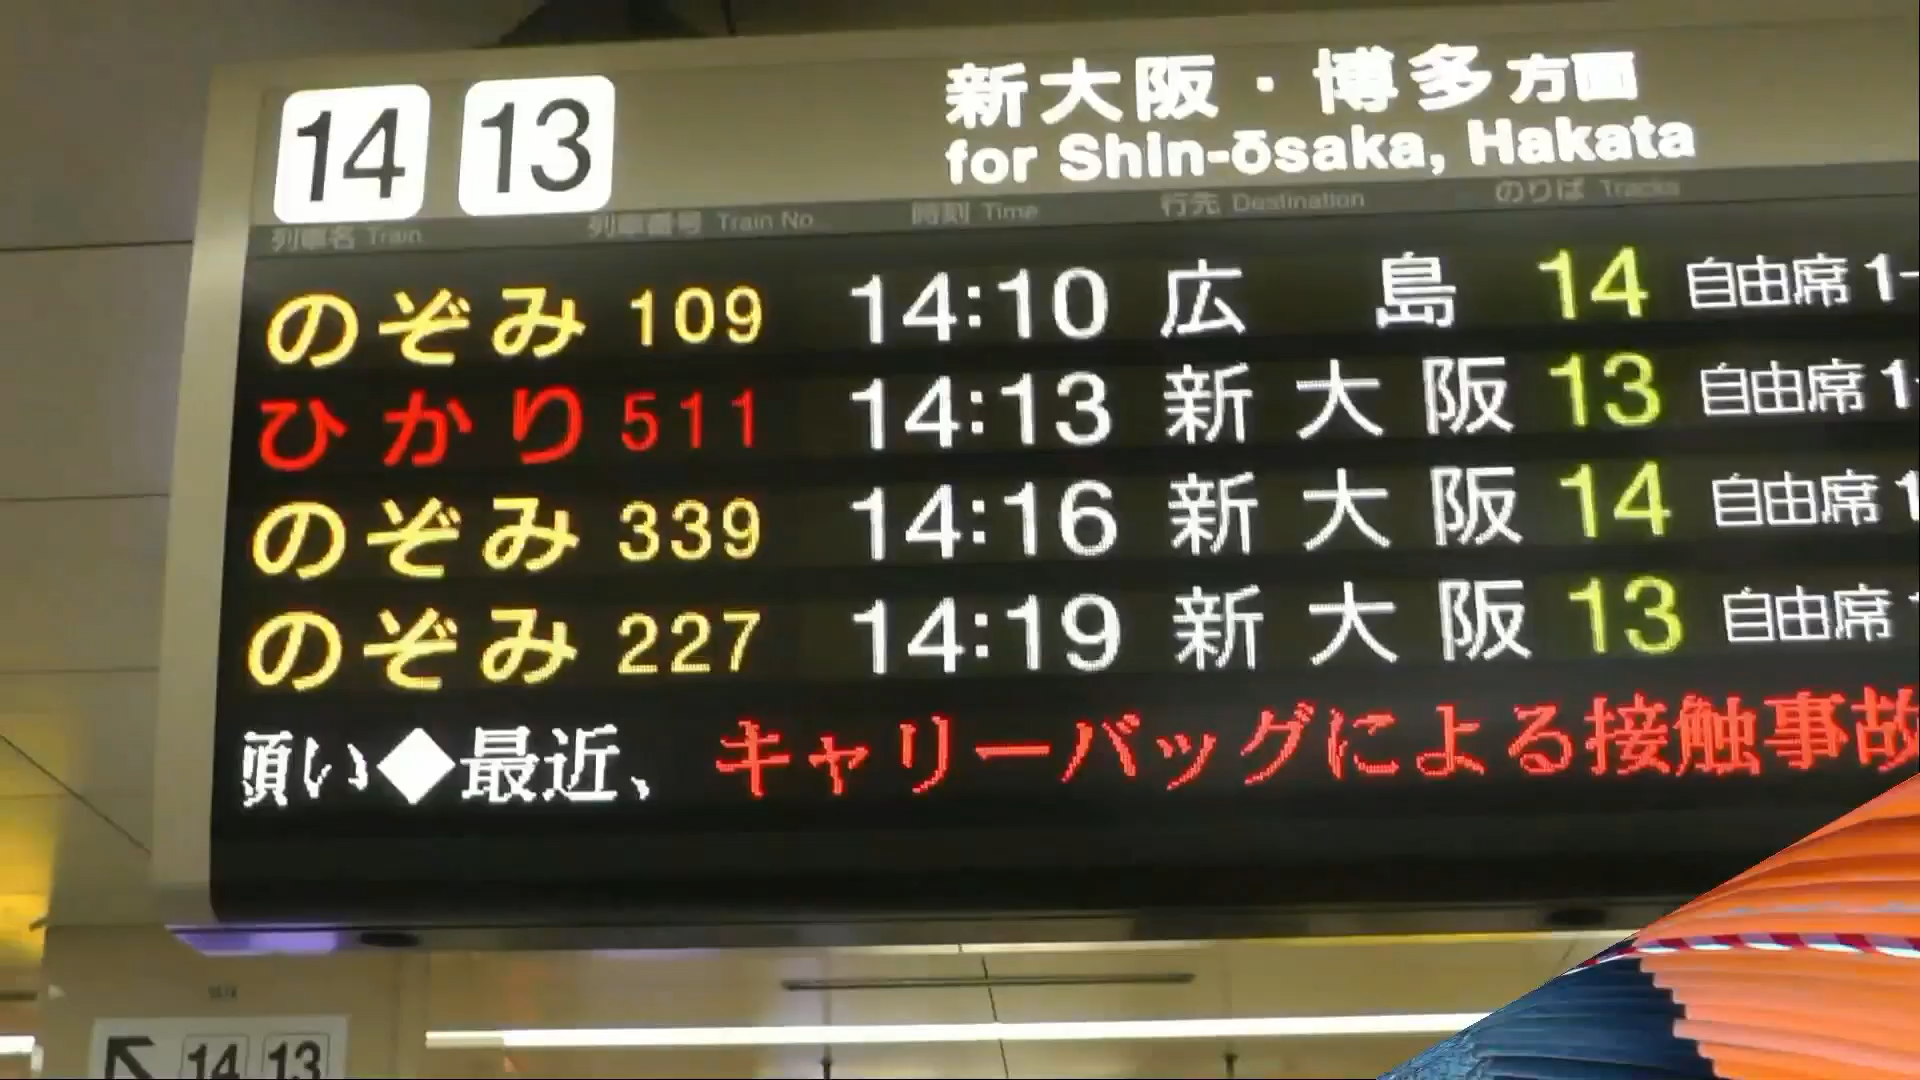 14 13
新大阪・博多方面
for Shin-ōsaka, Hakata
列車名 Train 列車番号 Train No. 時刻 Time 行先 Destination のりば Tracks
のぞみ 109 14:10 広島 14 自由席 1-
ひかり 511 14:13 新大阪 13 自由席 1-
のぞみ 339 14:16 新大阪 14 自由席 1
のぞみ 227 14:19 新大阪 13 自由席
願い◆最近、キャリーバッグによる接触事故
14 13